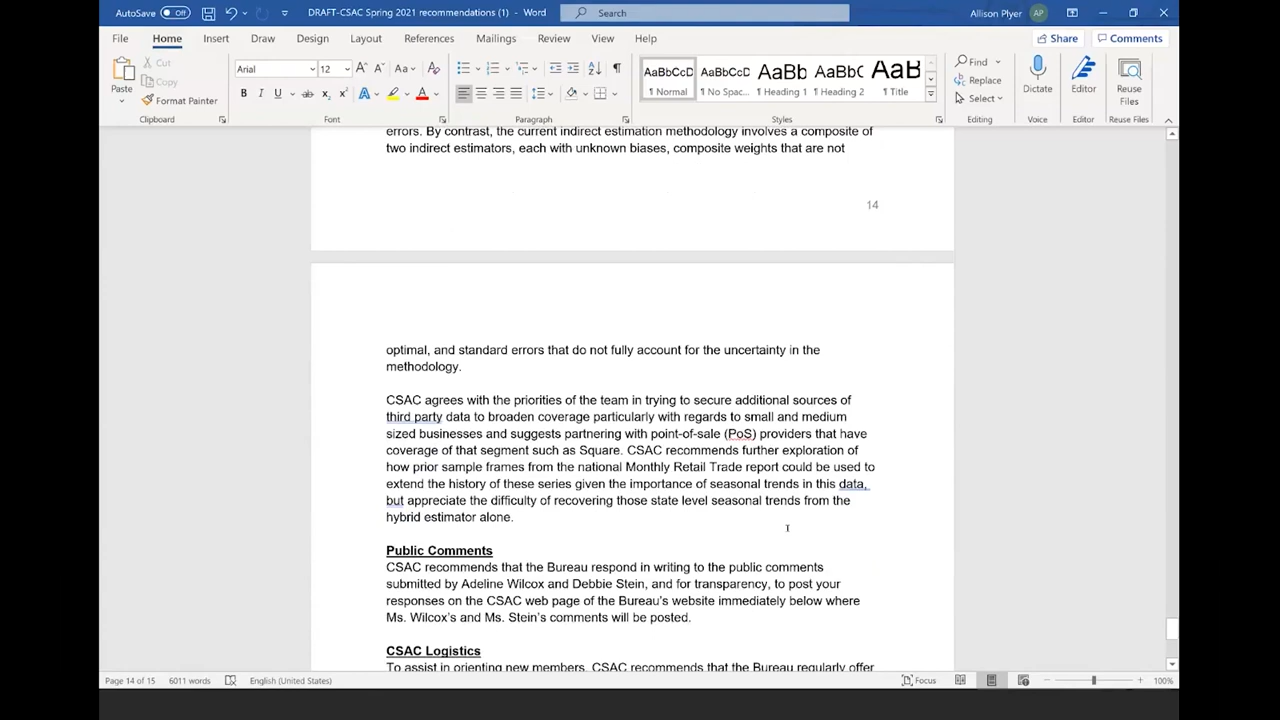 AutoSave Off
DRAFT-CSAC Spring 2021 recommendations (1) - Word
Search
Allison Plyer AP
File Home Insert Draw Design Layout References Mailings Review View Help
Share Comments
Paste
Cut
Copy
Format Painter
Clipboard
Arial 12
Font
Paragraph
AaBbCcD AaBbCcD AaBb AaBbC AaB
¶ Normal ¶ No Spac... ¶ Heading 1 ¶ Heading 2 ¶ Title
Styles
Find
Replace
Select
Editing
Dictate
Voice
Editor
Editor
Reuse Files
Reuse Files
errors. By contrast, the current indirect estimation methodology involves a composite of
two indirect estimators, each with unknown biases, composite weights that are not
14
optimal, and standard errors that do not fully account for the uncertainty in the
methodology.
CSAC agrees with the priorities of the team in trying to secure additional sources of
third party data to broaden coverage particularly with regards to small and medium
sized businesses and suggests partnering with point-of-sale (PoS) providers that have
coverage of that segment such as Square. CSAC recommends further exploration of
how prior sample frames from the national Monthly Retail Trade report could be used to
extend the history of these series given the importance of seasonal trends in this data,
but appreciate the difficulty of recovering those state level seasonal trends from the
hybrid estimator alone.
Public Comments
CSAC recommends that the Bureau respond in writing to the public comments
submitted by Adeline Wilcox and Debbie Stein, and for transparency, to post your
responses on the CSAC web page of the Bureau's website immediately below where
Ms. Wilcox's and Ms. Stein's comments will be posted.
CSAC Logistics
To assist in orienting new members, CSAC recommends that the Bureau regularly offer
Page 14 of 15 6011 words English (United States) Focus 100%